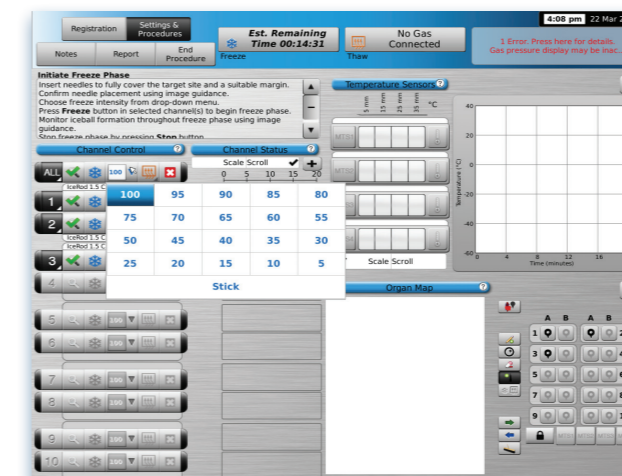 Registration
Settings &
Procedures
Notes
Report
End
Procedure
Est. Remaining
Time 00:14:31
Freeze
No Gas
Connected
Thaw
4:08 pm 22 Mar 2
1 Error. Press here for details.
Gas pressure display may be inac...
Initiate Freeze Phase
Insert needles to fully cover the target site and a suitable margin.
Confirm needle placement using image guidance.
Choose freeze intensity from drop-down menu.
Press Freeze button in selected channel(s) to begin freeze phase.
Monitor iceball formation throughout freeze phase using image
guidance.
Stop freeze phase by pressing Stop button
Channel Control ?
Channel Status ?
Temperature Sensors ?
5 mm
15 mm
25 mm
35 mm
°C
Scale Scroll
0 5 10 15 20
ALL 100
IceRod 1.5 C
1
2
IceRod 1.5 C
IceRod 1.5 C
3
4
100 95 90 85 80
75 70 65 60 55
50 45 40 35 30
25 20 15 10 5
Stick
Scale Scroll
Temperature (°C)
40
20
0
-20
-40
-60
0 4 8 12 16
Time (minutes)
Organ Map ?
5 100
6 100
7 100
8 100
9 100
10 100
A B A B
1 2
3
5
7
9